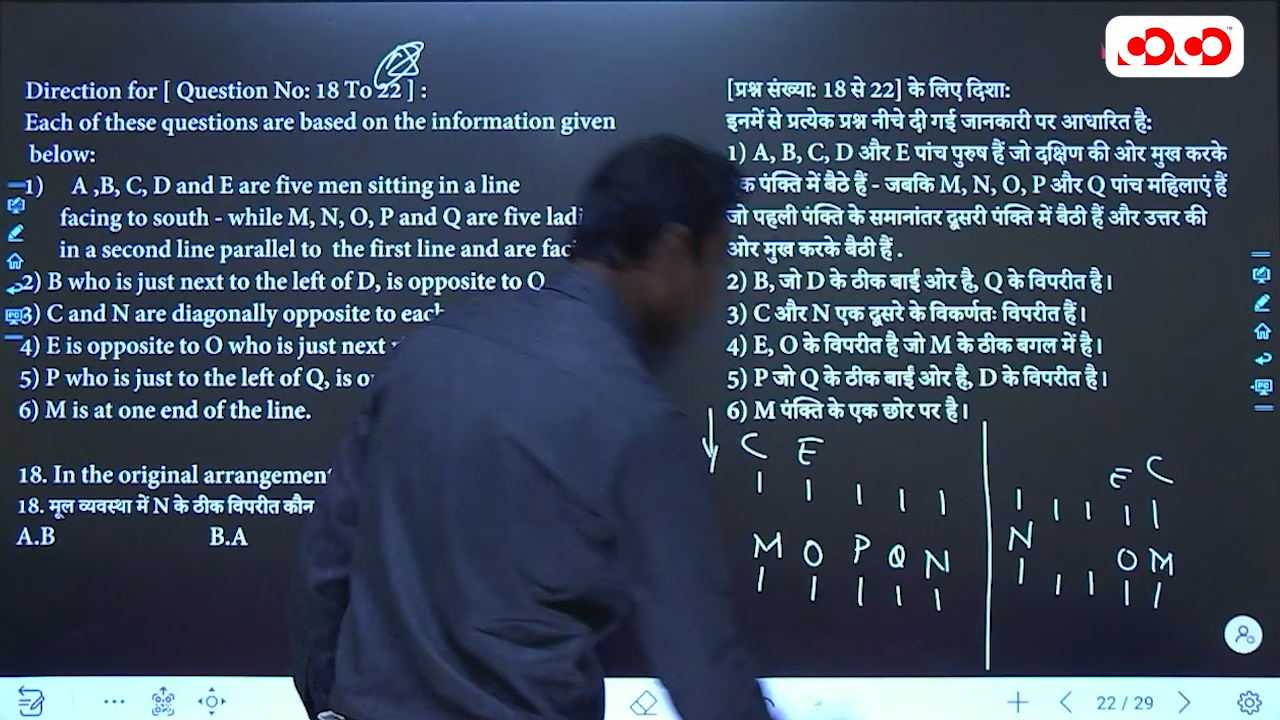 Direction for [ Question No: 18 To 22 ] :
Each of these questions are based on the information given
below:
1) A ,B, C, D and E are five men sitting in a line
facing to south - while M, N, O, P and Q are five
in a second line parallel to the first line and are
2) B who is just next to the left of D, is opposite to Q
3) C and N are diagonally opposite to
4) E is opposite to O who is just next
5) P who is just to the left of Q, is
6) M is at one end of the line.
18. In the original
18. मूल व्यवस्था में N के ठीक विपरीत कौन
A.B B.A
[प्रश्न संख्या: 18 से 22] के लिए दिशा:
इनमें से प्रत्येक प्रश्न नीचे दी गई जानकारी पर आधारित है:
1) A, B, C, D और E पांच पुरुष हैं जो दक्षिण की ओर मुख करके
पंक्ति में बैठे हैं - जबकि M, N, O, P और Q पांच महिलाएं हैं
जो पहली पंक्ति के समानांतर दूसरी पंक्ति में बैठी हैं और उत्तर की
ओर मुख करके बैठी हैं .
2) B, जो D के ठीक बाईं ओर है, Q के विपरीत है।
3) C और N एक दूसरे के विकर्णतः विपरीत हैं।
4) E, O के विपरीत है जो M के ठीक बगल में है।
5) P जो Q के ठीक बाईं ओर है, D के विपरीत है।
6) M पंक्ति के एक छोर पर है।
C E
M O P Q N
E C
N O M
22 / 29